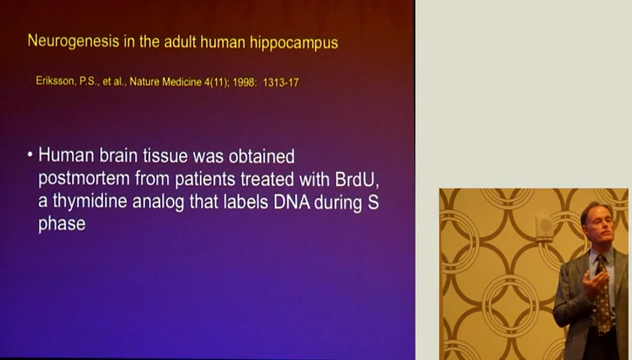 Neurogenesis in the adult human hippocampus
Eriksson, P.S., et al., Nature Medicine 4(11); 1998: 1313-17
• Human brain tissue was obtained
postmortem from patients treated with BrdU,
a thymidine analog that labels DNA during S
phase